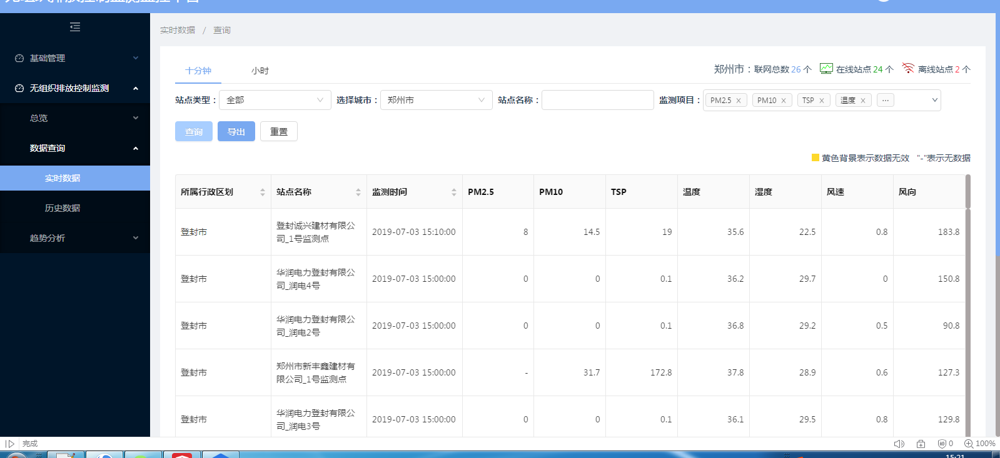 无组织排放控制监测监控平台
实时数据 / 查询
基础管理
无组织排放控制监测
总览
数据查询
实时数据
历史数据
趋势分析
十分钟 小时
郑州市：联网总数 26 个 在线站点 24 个 离线站点 2 个
站点类型： 全部 选择城市： 郑州市 站点名称： 监测项目： PM2.5 × PM10 × TSP × 温度 × ···
查询 导出 重置
黄色背景表示数据无效 "-"表示无数据
所属行政区划 站点名称 监测时间 PM2.5 PM10 TSP 温度 湿度 风速 风向
登封市 登封诚兴建材有限公 2019-07-03 15:10:00 8 14.5 19 35.6 22.5 0.8 183.8
司_1号监测点
登封市 华润电力登封有限公 2019-07-03 15:00:00 0 0 0.1 36.2 29.7 0 150.8
司_润电4号
登封市 华润电力登封有限公 2019-07-03 15:00:00 0 0 0.1 36.8 29.2 0.5 90.8
司_润电2号
登封市 郑州市新丰鑫建材有 2019-07-03 15:00:00 - 31.7 172.8 37.8 28.9 0.6 127.3
限公司_1号监测点
登封市 华润电力登封有限公 2019-07-03 15:00:00 0 0 0.1 36.1 29.5 0.8 129.8
司_润电3号
完成
AD 0 100%
15:21